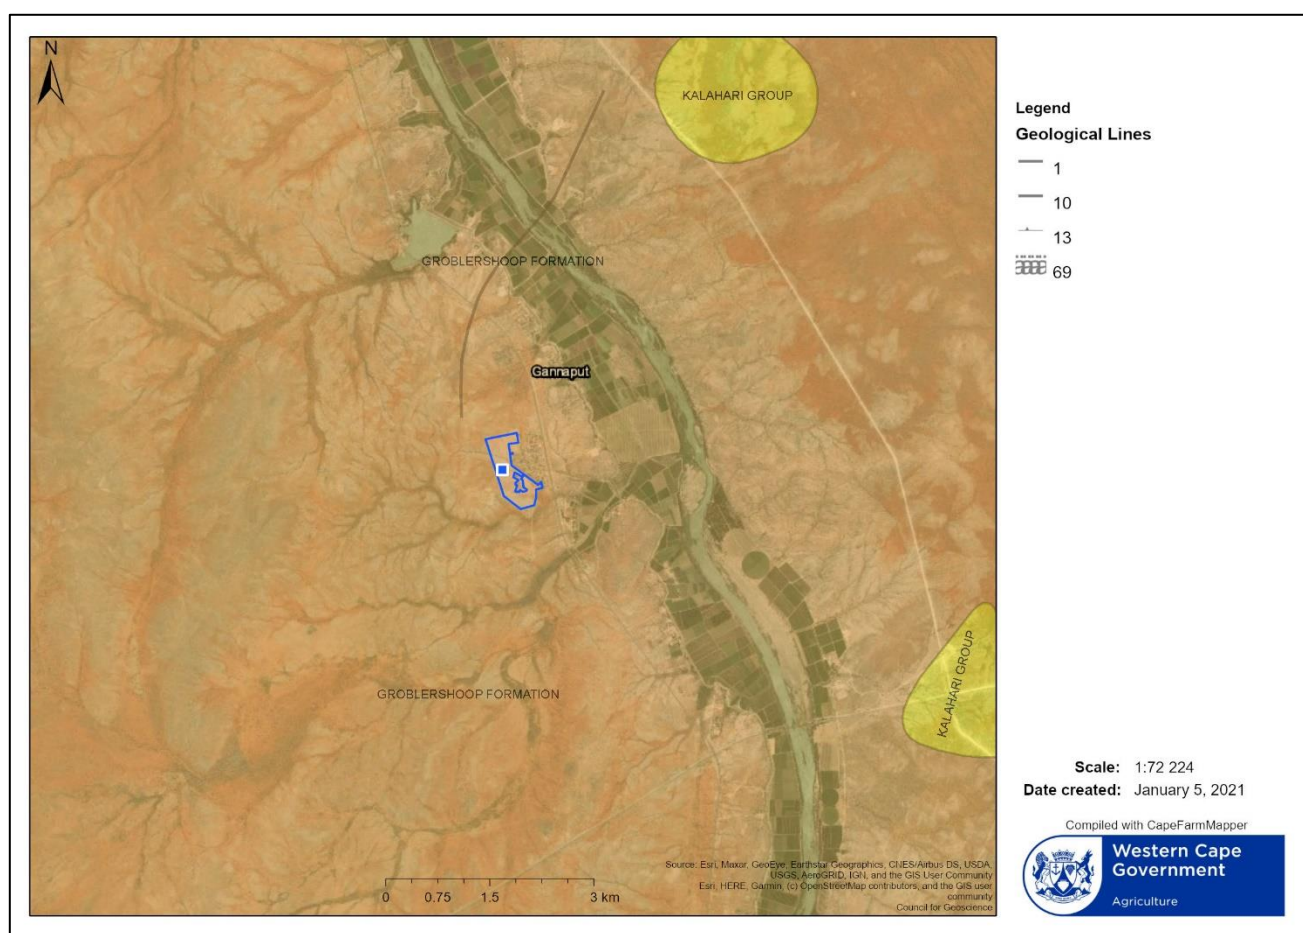 N
KALAHARI GROUP
GROBLERSHOOP FORMATION
Gannaput
KALAHARI GROUP
GROBLERSHOOP FORMATION
Source: Esri, Maxar, GeoEye, Earthstar Geographics, CNES/Airbus DS, USDA,
USGS, AeroGRID, IGN, and the GIS User Community
Esri, HERE, Garmin, (c) OpenStreetMap contributors, and the GIS user
community
Council for Geoscience
0 0.75 1.5 3 km
Legend
Geological Lines
1
10
13
69
Scale: 1:72 224
Date created: January 5, 2021
Compiled with CapeFarmMapper
Western Cape
Government
Agriculture